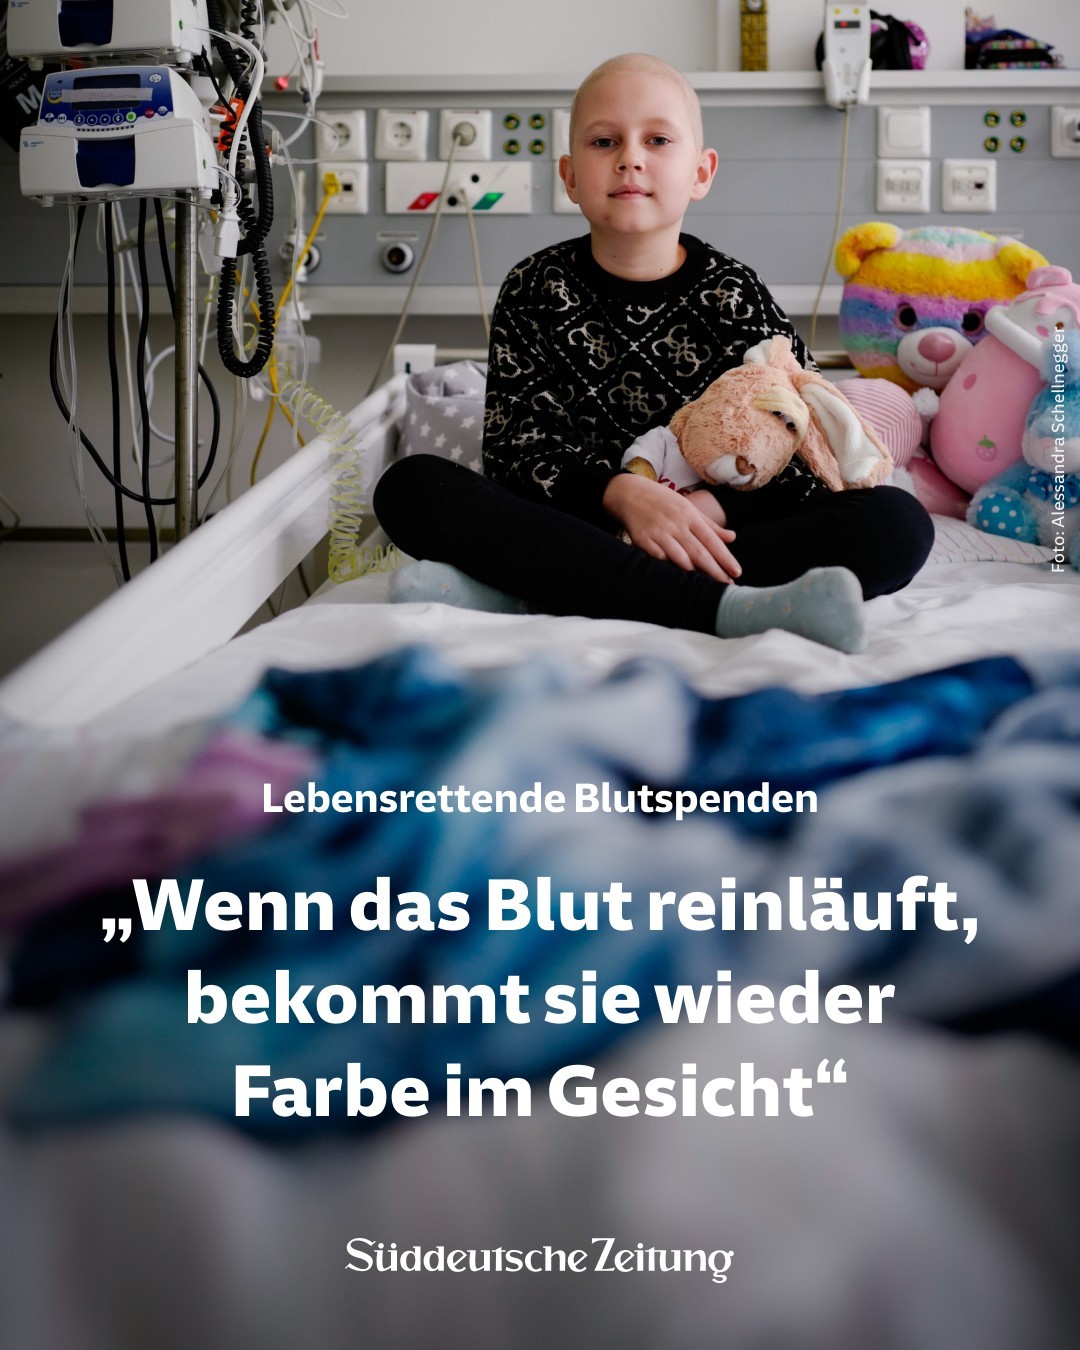 M
Foto: Alessandra Schellnegger
Lebensrettende Blutspenden
„Wenn das Blut reinläuft,
bekommt sie wieder
Farbe im Gesicht“
Süddeutsche Zeitung